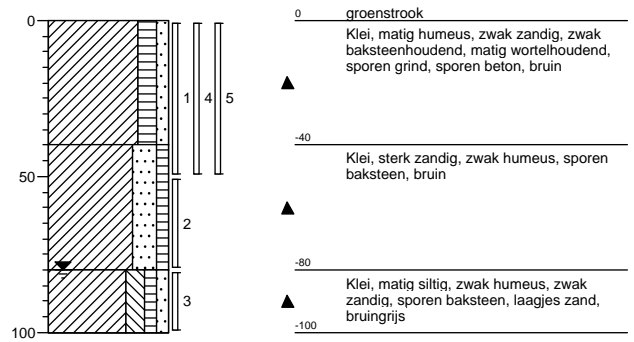 0
50
100
1
4
5
2
3
0
groenstrook
Klei, matig humeus, zwak zandig, zwak
baksteenhoudend, matig wortelhoudend,
sporen grind, sporen beton, bruin
-40
Klei, sterk zandig, zwak humeus, sporen
baksteen, bruin
-80
Klei, matig siltig, zwak humeus, zwak
zandig, sporen baksteen, laagjes zand,
bruingrijs
-100